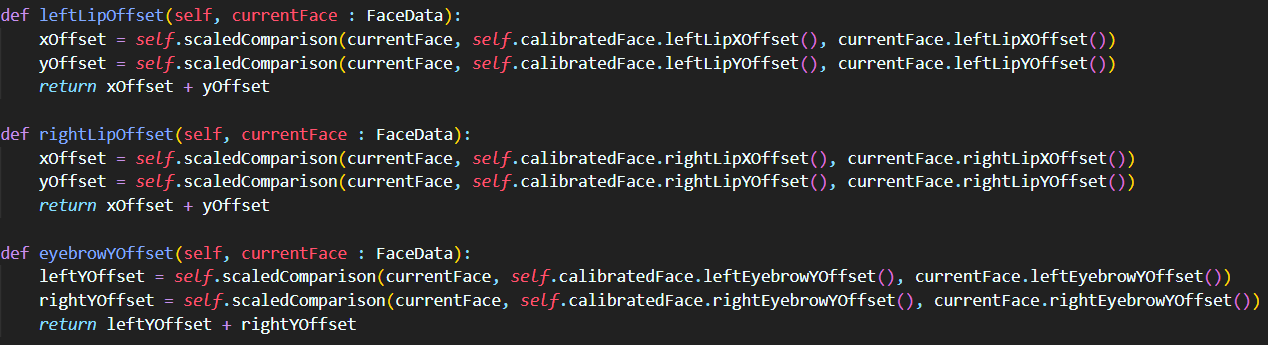 def leftLipOffset(self, currentFace : FaceData):
    xOffset = self.scaledComparison(currentFace, self.calibratedFace.leftLipXOffset(), currentFace.leftLipXOffset())
    yOffset = self.scaledComparison(currentFace, self.calibratedFace.leftLipYOffset(), currentFace.leftLipYOffset())
    return xOffset + yOffset

def rightLipOffset(self, currentFace : FaceData):
    xOffset = self.scaledComparison(currentFace, self.calibratedFace.rightLipXOffset(), currentFace.rightLipXOffset())
    yOffset = self.scaledComparison(currentFace, self.calibratedFace.rightLipYOffset(), currentFace.rightLipYOffset())
    return xOffset + yOffset

def eyebrowYOffset(self, currentFace : FaceData):
    leftYOffset = self.scaledComparison(currentFace, self.calibratedFace.leftEyebrowYOffset(), currentFace.leftEyebrowYOffset())
    rightYOffset = self.scaledComparison(currentFace, self.calibratedFace.rightEyebrowYOffset(), currentFace.rightEyebrowYOffset())
    return leftYOffset + rightYOffset